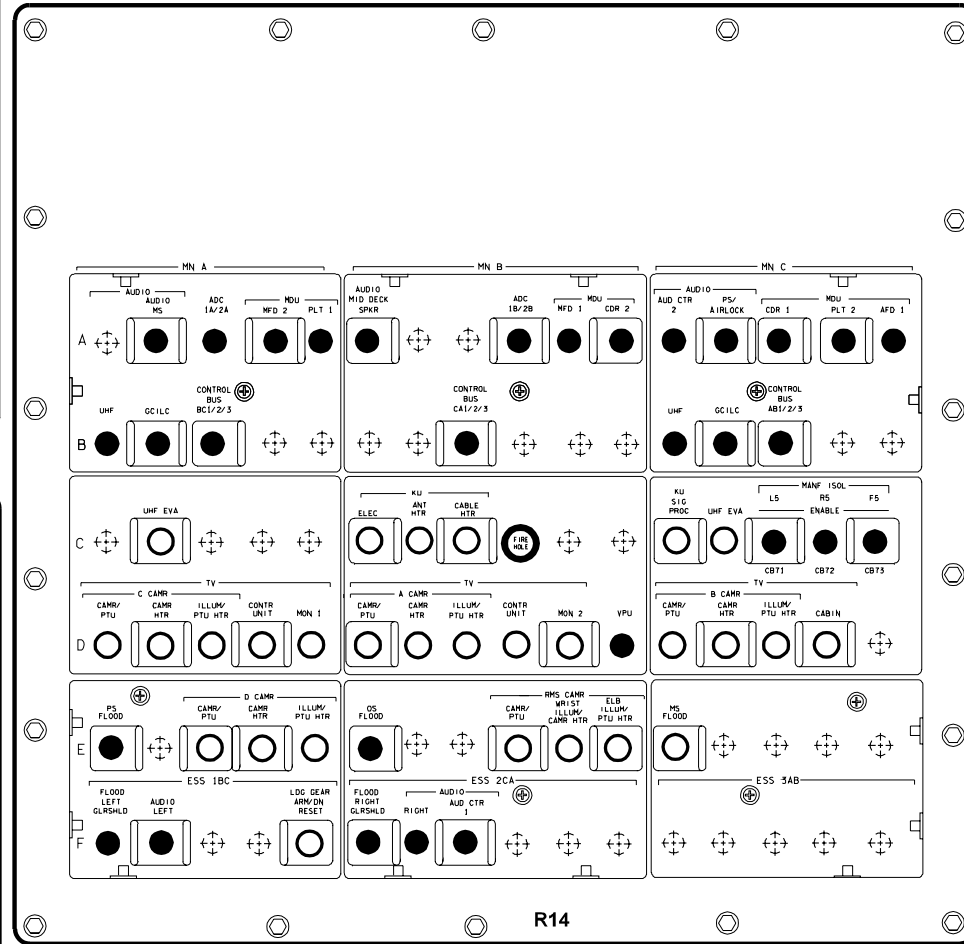 MN A MN B MN C
AUDIO AUDIO AUDIO
AUDIO MS ADC 1A/2A MDU MFD 2 PLT 1
AUDIO MID DECK SPKR ADC 1B/2B MDU MFD 1 CDR 2
AUD CTR 2 PS/ AIRLOCK MDU CDR 1 PLT 2 AFD 1
A
UHF GCILC CONTROL BUS BC1/2/3
CONTROL BUS CA1/2/3
UHF GCILC CONTROL BUS AB1/2/3
B
UHF EVA
KU
ELEC ANT HTR CABLE HTR FIRE HOLE
KU SIG PROC UHF EVA MANF ISOL
L5 R5 F5
ENABLE
C
CB71 CB72 CB73
TV TV TV
C CAMR A CAMR B CAMR
CAMR/ PTU CAMR HTR ILLUM/ PTU HTR CONTR UNIT MON 1
CAMR/ PTU CAMR HTR ILLUM/ PTU HTR CONTR UNIT MON 2 VPU
CAMR/ PTU CAMR HTR ILLUM/ PTU HTR CABIN
D
PS FLOOD D CAMR
CAMR/ PTU CAMR HTR ILLUM/ PTU HTR
OS FLOOD RMS CAMR
CAMR/ PTU WRIST ILLUM/ CAMR HTR ELB ILLUM/ PTU HTR
MS FLOOD
E
ESS 1BC ESS 2CA ESS 3AB
FLOOD LEFT GLRSHLD AUDIO LEFT LDG GEAR ARM/DN RESET
FLOOD RIGHT GLRSHLD AUDIO
RIGHT AUD CTR 1
F
R14